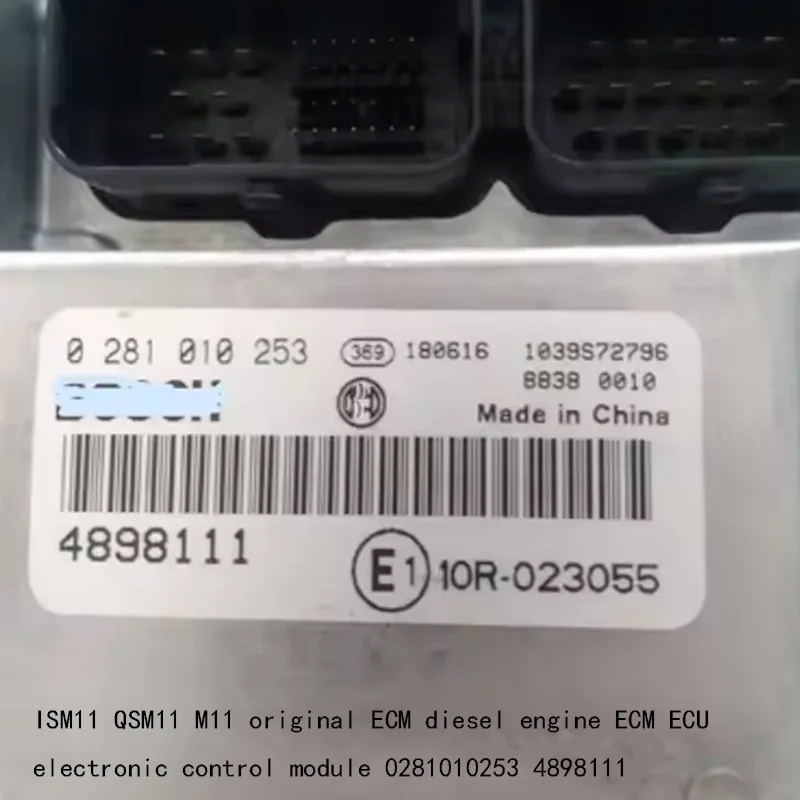 0 281 010 253 369 180616 1039S72796
8838 0010
BOSCH
Made in China
4898111
E1 10R-023055
ISM11 QSM11 M11 original ECM diesel engine ECM ECU
electronic control module 0281010253 4898111